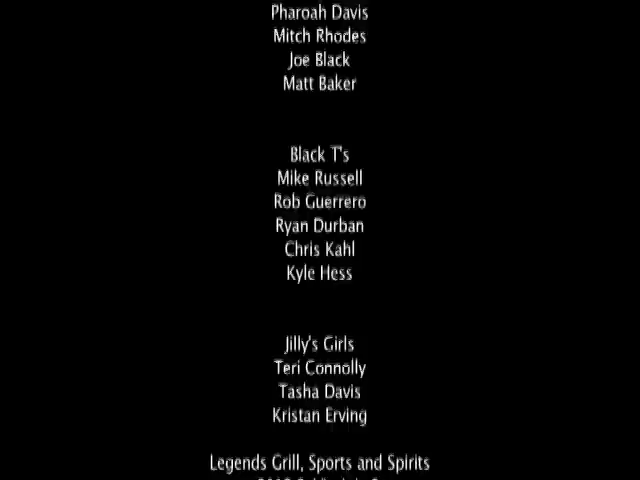 Pharoah Davis
Mitch Rhodes
Joe Black
Matt Baker
Black T's
Mike Russell
Rob Guerrero
Ryan Durban
Chris Kahl
Kyle Hess
Jilly's Girls
Teri Connolly
Tasha Davis
Kristan Erving
Legends Grill, Sports and Spirits